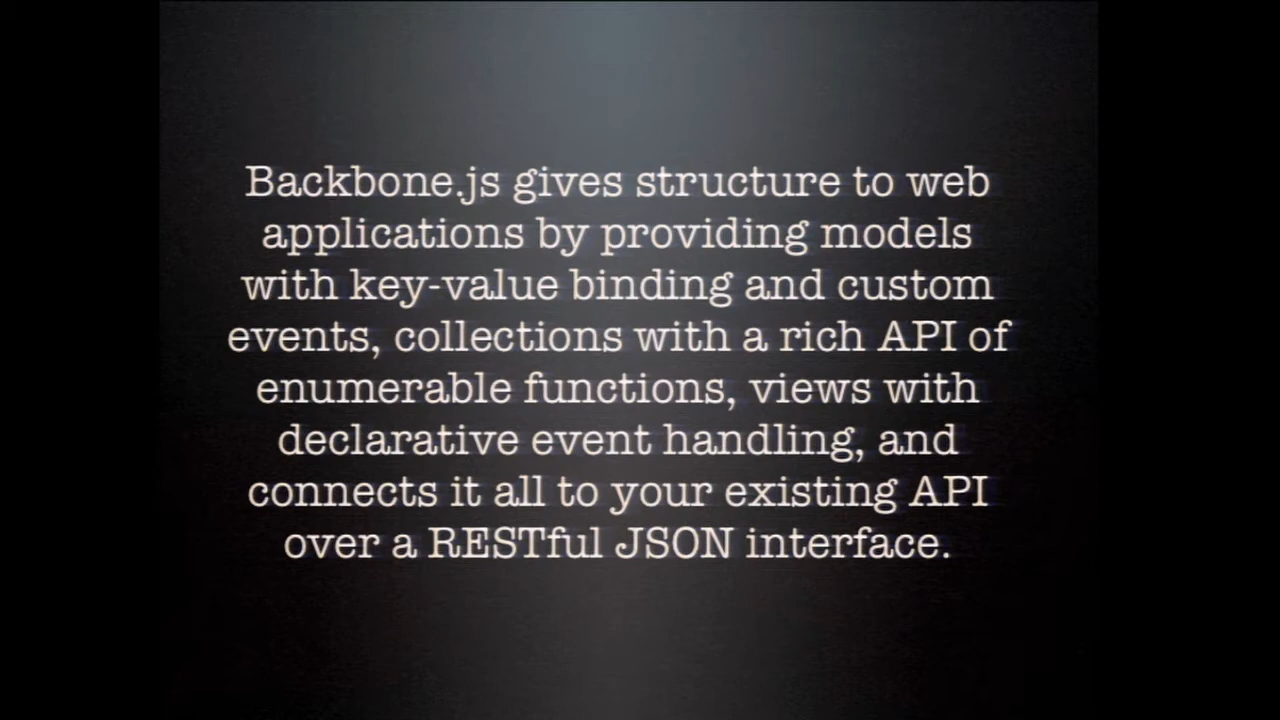 Backbone.js gives structure to web
applications by providing models
with key-value binding and custom
events, collections with a rich API of
enumerable functions, views with
declarative event handling, and
connects it all to your existing API
over a RESTful JSON interface.